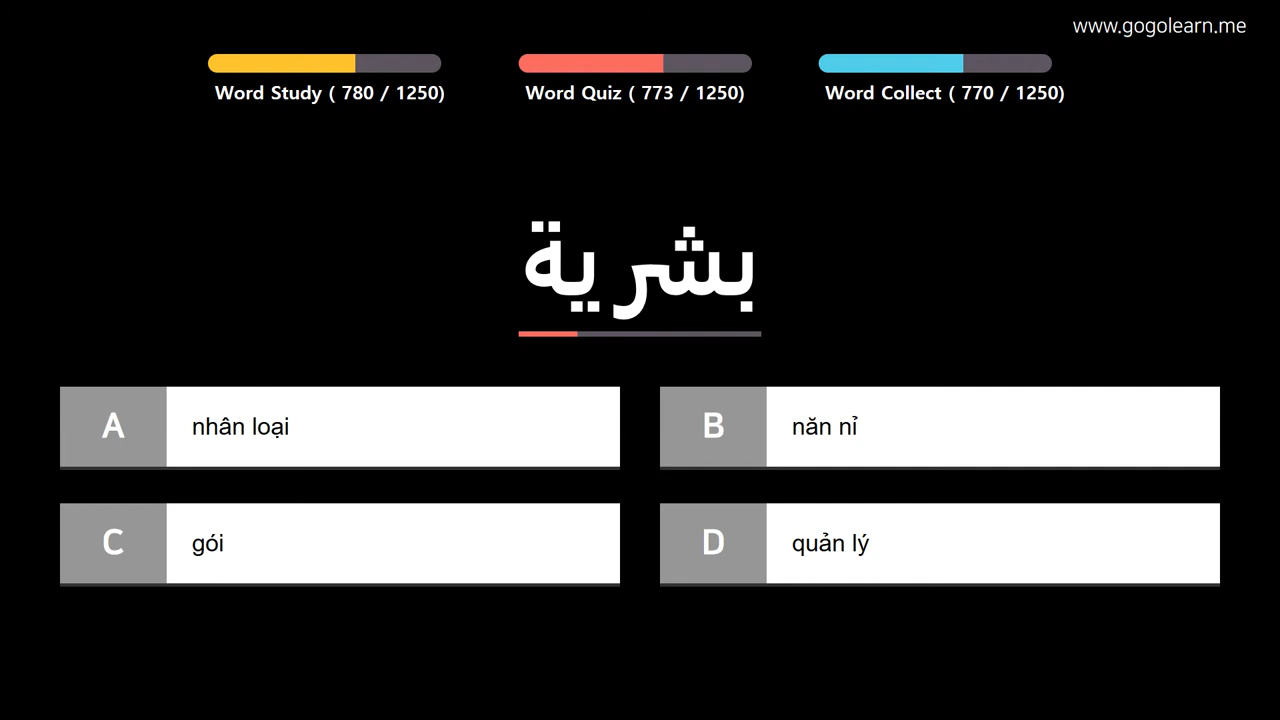 www.gogolearn.me
Word Study ( 780 / 1250)
Word Quiz ( 773 / 1250)
Word Collect ( 770 / 1250)
بشرية
A nhân loại
B năn nỉ
C gói
D quản lý